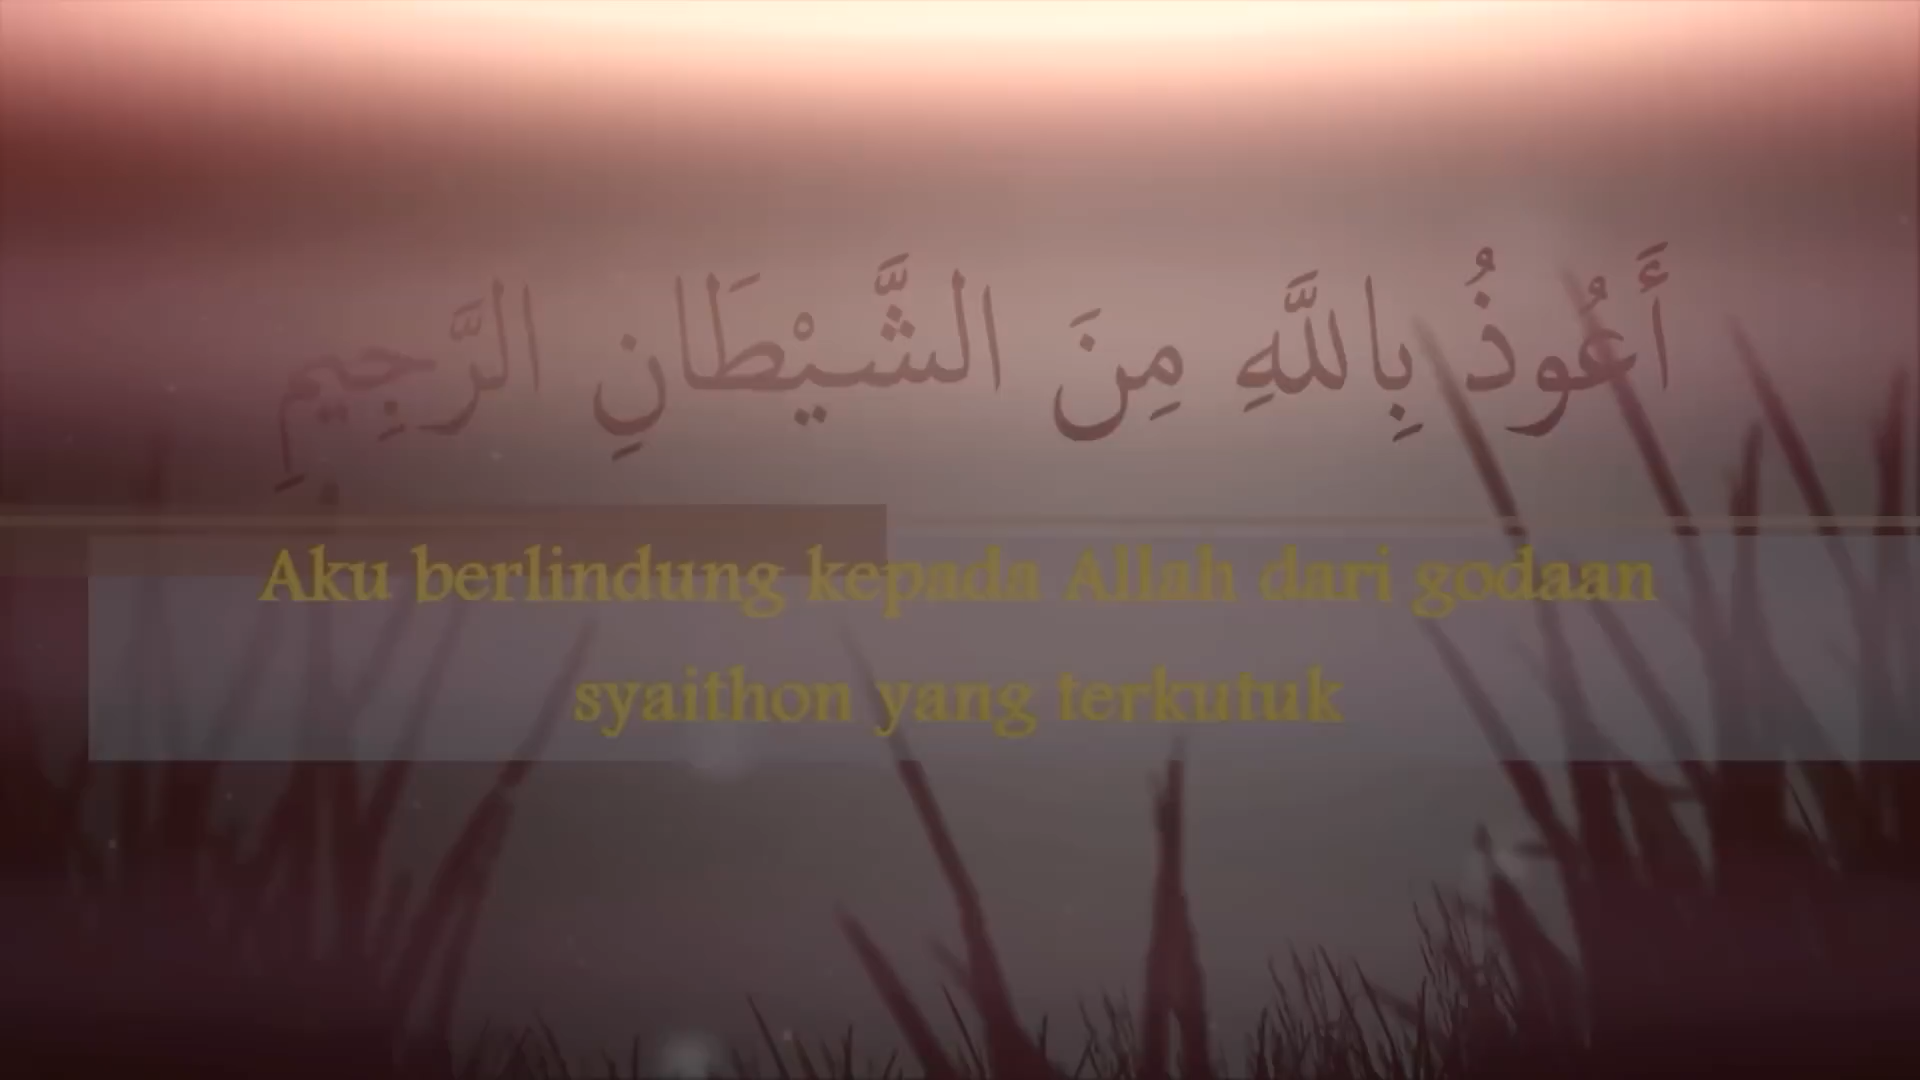 أَعُوذُ بِاللَّهِ مِنَ الشَّيْطَانِ الرَّجِيمِ
Aku berlindung kepada Allah dari godaan
syaithon yang terkutuk